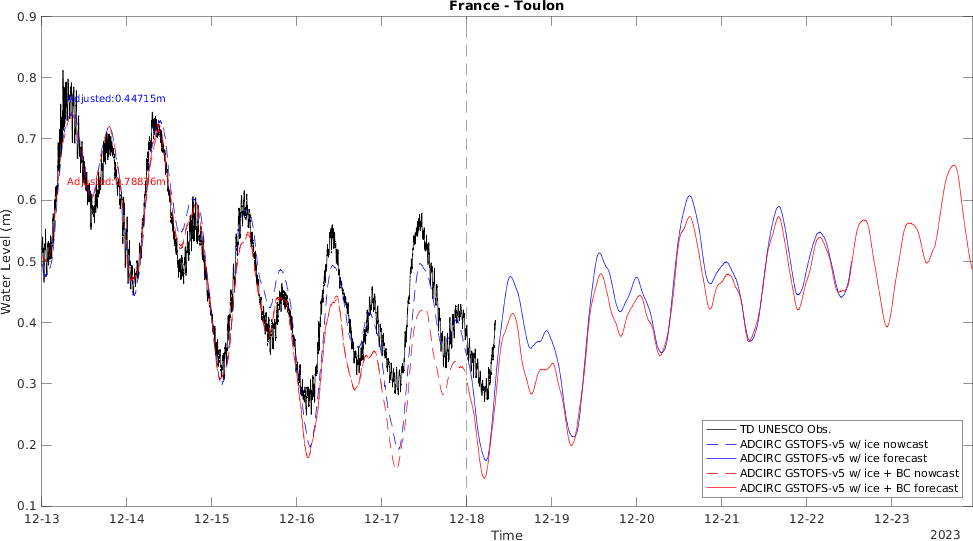 France - Toulon
0.9
0.8
0.7
0.6
0.5
0.4
0.3
0.2
0.1
Water Level (m)
Adjusted:0.44715m
Adjusted:0.78826m
TD UNESCO Obs.
ADCIRC GSTOFS-v5 w/ ice nowcast
ADCIRC GSTOFS-v5 w/ ice forecast
ADCIRC GSTOFS-v5 w/ ice + BC nowcast
ADCIRC GSTOFS-v5 w/ ice + BC forecast
12-13 12-14 12-15 12-16 12-17 12-18 12-19 12-20 12-21 12-22 12-23
Time
2023